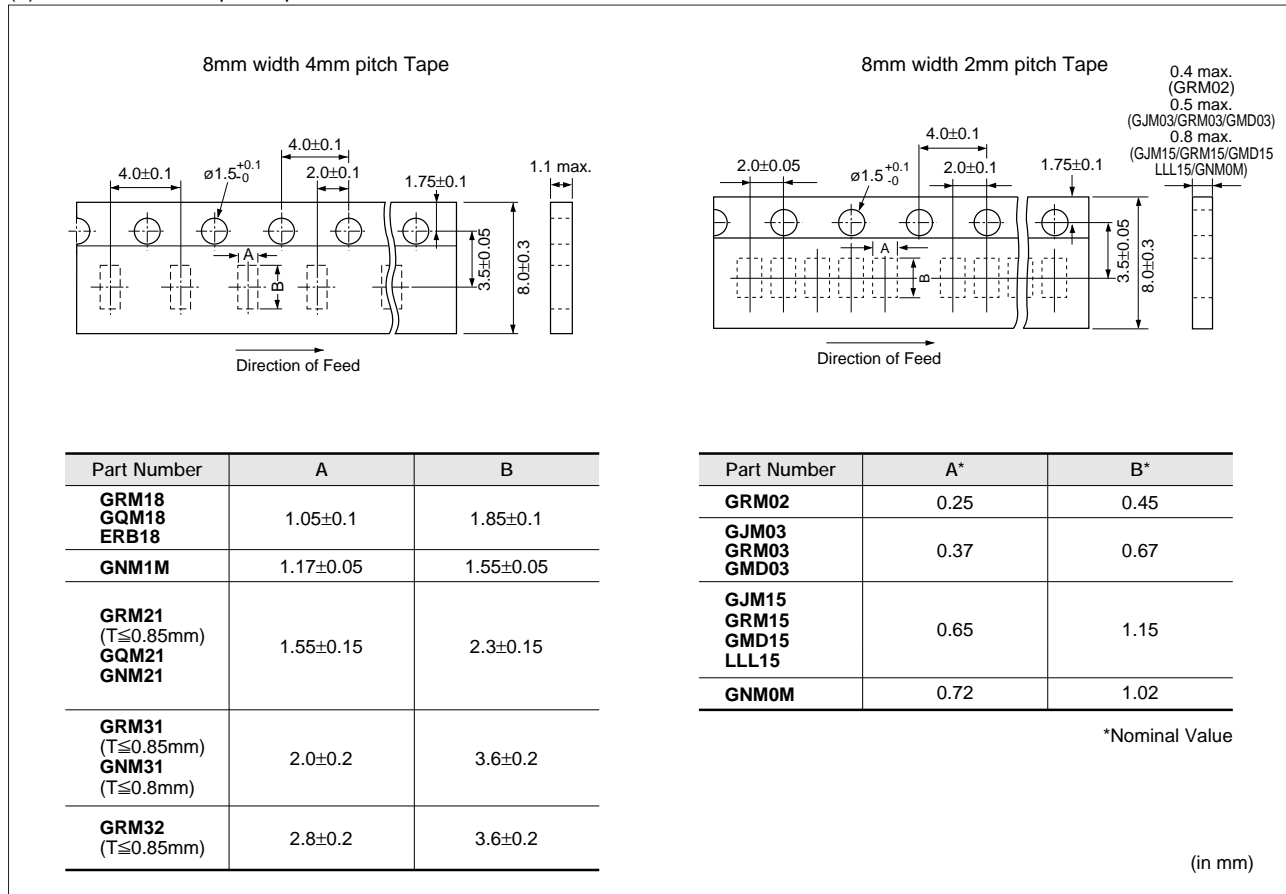 8mm width 4mm pitch Tape
4.0±0.1
ø1.5+0.1 -0
4.0±0.1
2.0±0.1
1.75±0.1
1.1 max.
A
B
3.5±0.05
8.0±0.3
Direction of Feed
8mm width 2mm pitch Tape
0.4 max.
(GRM02)
0.5 max.
(GJM03/GRM03/GMD03)
0.8 max.
(GJM15/GRM15/GMD15
LLL15/GNM0M)
2.0±0.05
ø1.5+0.1 -0
4.0±0.1
2.0±0.1
1.75±0.1
A
B
3.5±0.05
8.0±0.3
Direction of Feed
Part Number A B
GRM18
GQM18
ERB18
1.05±0.1 1.85±0.1
GNM1M 1.17±0.05 1.55±0.05
GRM21
(T≦0.85mm)
GQM21
GNM21
1.55±0.15 2.3±0.15
GRM31
(T≦0.85mm)
GNM31
(T≦0.8mm)
2.0±0.2 3.6±0.2
GRM32
(T≦0.85mm)
2.8±0.2 3.6±0.2
Part Number A* B*
GRM02 0.25 0.45
GJM03
GRM03
GMD03
0.37 0.67
GJM15
GRM15
GMD15
LLL15
0.65 1.15
GNM0M 0.72 1.02
*Nominal Value
(in mm)